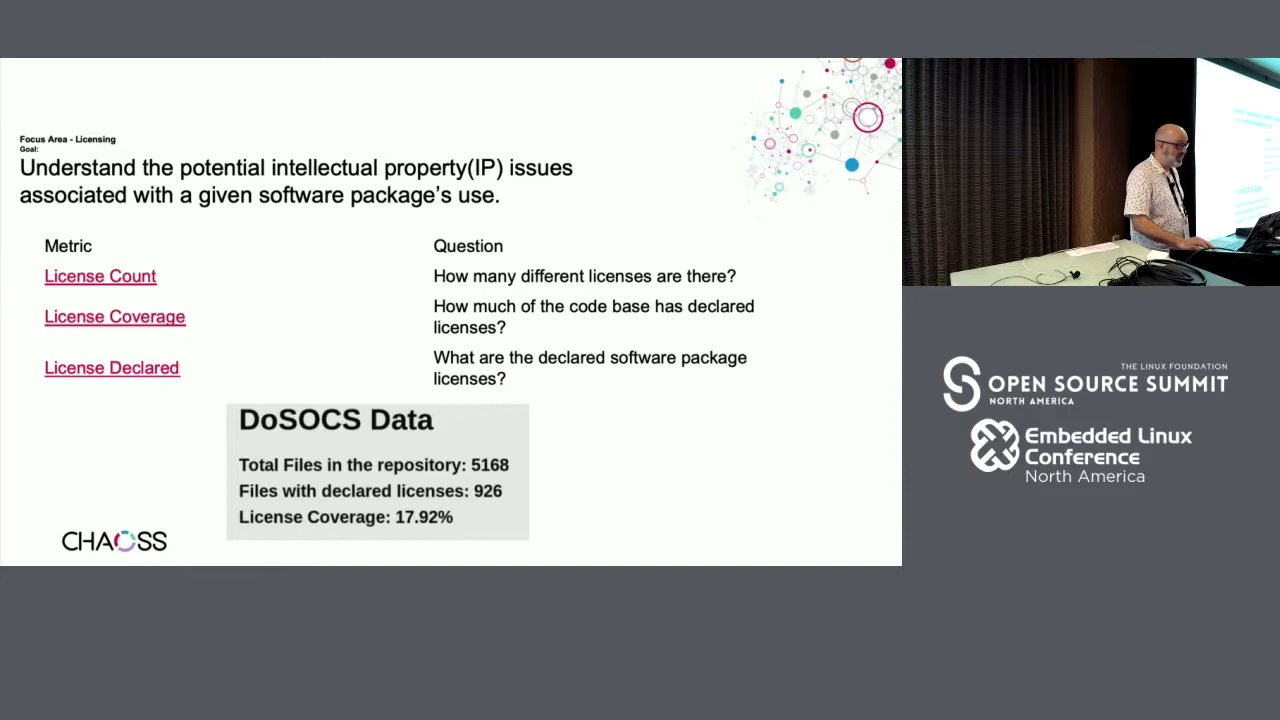 Focus Area - Licensing
Goal:
Understand the potential intellectual property(IP) issues
associated with a given software package's use.
Metric
Question
License Count
How many different licenses are there?
License Coverage
How much of the code base has declared
licenses?
License Declared
What are the declared software package
licenses?
DoSOCS Data
Total Files in the repository: 5168
Files with declared licenses: 926
License Coverage: 17.92%
CHAOSS
THE LINUX FOUNDATION
OPEN SOURCE SUMMIT
NORTH AMERICA
Embedded Linux
Conference
North America